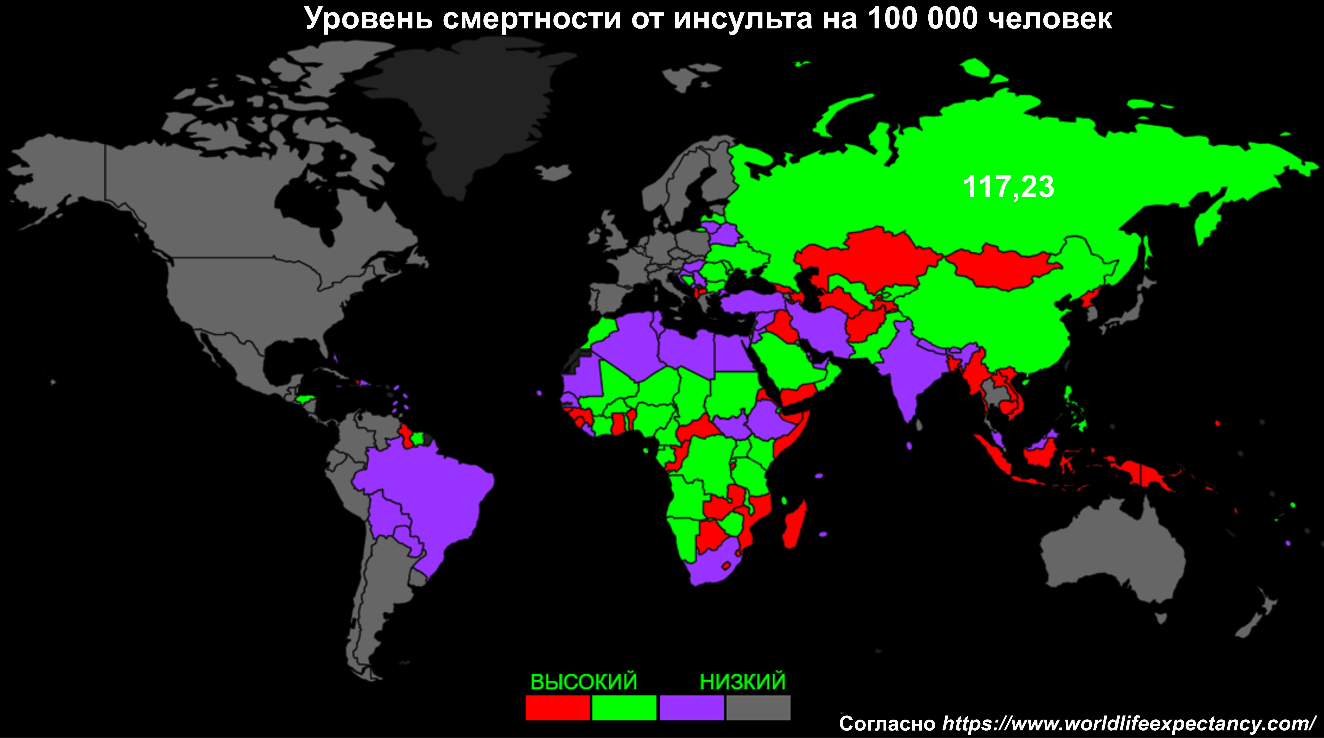 Уровень смертности от инсульта на 100 000 человек
117,23
ВЫСОКИЙ НИЗКИЙ
Согласно https://www.worldlifeexpectancy.com/